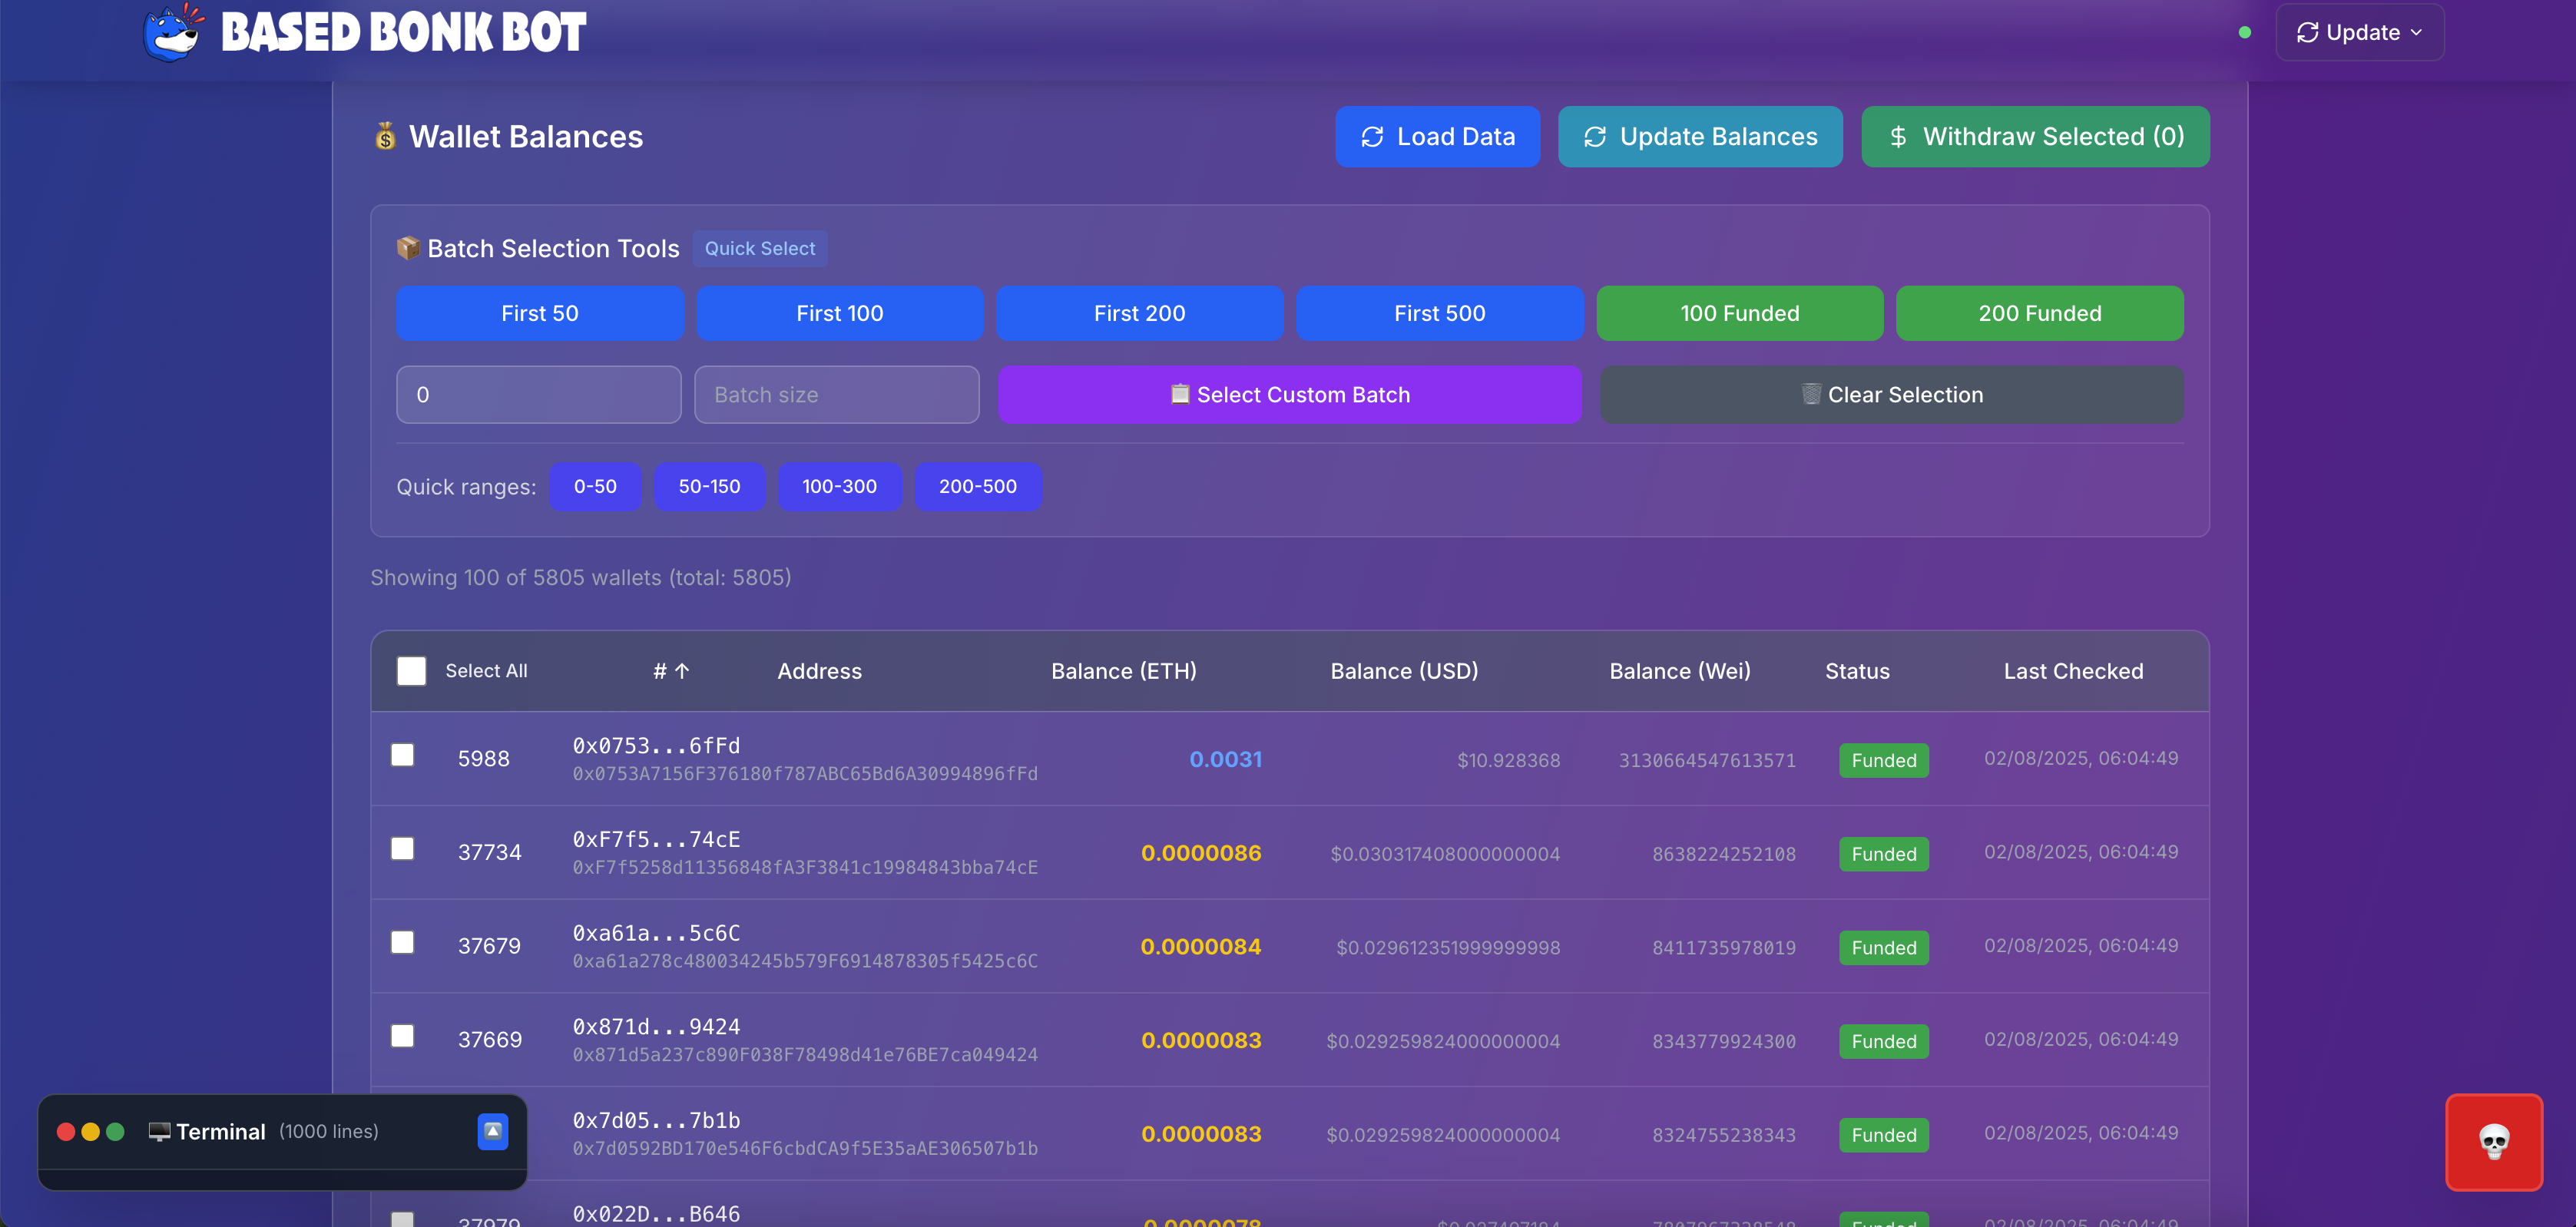 BASED BONK BOT
Update
💰 Wallet Balances
Load Data
Update Balances
$ Withdraw Selected (0)
📦 Batch Selection Tools
Quick Select
First 50
First 100
First 200
First 500
100 Funded
200 Funded
0
Batch size
📋 Select Custom Batch
🗑️ Clear Selection
Quick ranges:
0-50
50-150
100-300
200-500
Showing 100 of 5805 wallets (total: 5805)
Select All # ↑ Address Balance (ETH) Balance (USD) Balance (Wei) Status Last Checked
5988 0x0753...6fFd 0.0031 $10.928368 3130664547613571 Funded 02/08/2025, 06:04:49
0x0753A7156F376180f787ABC65Bd6A30994896fFd
37734 0xF7f5...74cE 0.0000086 $0.030317408000000004 8638224252108 Funded 02/08/2025, 06:04:49
0xF7f5258d11356848fA3F3841c19984843bba74cE
37679 0xa61a...5c6C 0.0000084 $0.029612351999999998 8411735978019 Funded 02/08/2025, 06:04:49
0xa61a278c480034245b579F6914878305f5425c6C
37669 0x871d...9424 0.0000083 $0.029259824000000004 8343779924300 Funded 02/08/2025, 06:04:49
0x871d5a237c890F038F78498d41e76BE7ca049424
0x7d05...7b1b 0.0000083 $0.029259824000000004 8324755238343 Funded 02/08/2025, 06:04:49
0x7d0592BD170e546F6cbdCA9f5E35aAE306507b1b
0x022D...B646 0.0000078
🖥️ Terminal (1000 lines)